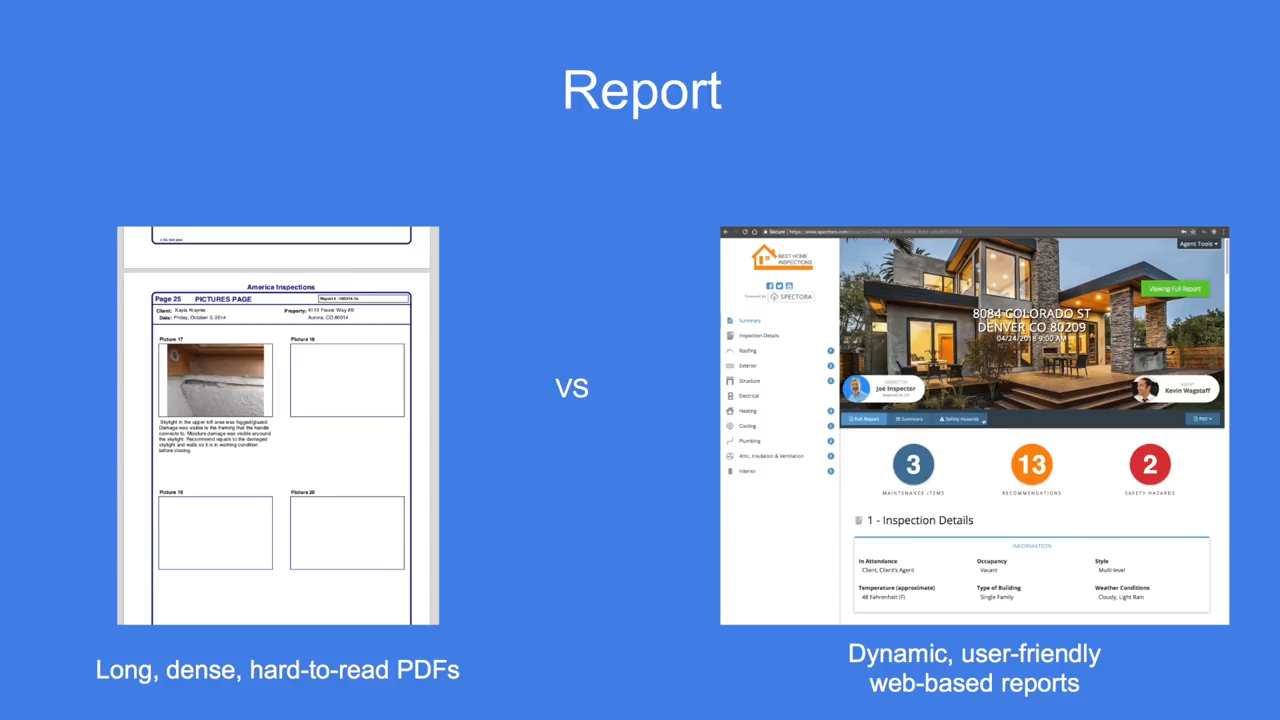 Report
America Inspections
Page 25 PICTURES PAGE
Client: Kayla Krayne
Date: Friday, October 3, 2014
Aurora, CO 80014
Picture 17
Picture 18
Skylight in the upper loft area was fogged/glazed.
Damage was visible to the framing that the handle
connects to. Moisture damage was visible around
the skylight. Recommend repairs to the damaged
skylight and walls so it is in working condition
before closing.
Picture 19
Picture 20
Long, dense, hard-to-read PDFs
vs
Secure
Agent Tools
BEST HOME
INSPECTIONS
Powered by SPECTORA
Viewing Full Report
8084 COLORADO ST
DENVER CO 80209
04/24/2018 9:00 AM
INSPECTOR
Joe Inspector
AGENT
Kevin Wagstaff
Full Report
Summary
Safety Hazards
PDF
Summary
Inspection Details
Roofing
Exterior
Structure
Electrical
Heating
Cooling
Plumbing
Attic, Insulation & Ventilation
Interior
3
MAINTENANCE ITEMS
13
RECOMMENDATIONS
2
SAFETY HAZARDS
1 - Inspection Details
INFORMATION
In Attendance
Client, Client's Agent
Occupancy
Vacant
Style
Multi-level
Temperature (approximate)
48 Fahrenheit (F)
Type of Building
Single Family
Weather Conditions
Cloudy, Light Rain
Dynamic, user-friendly
web-based reports